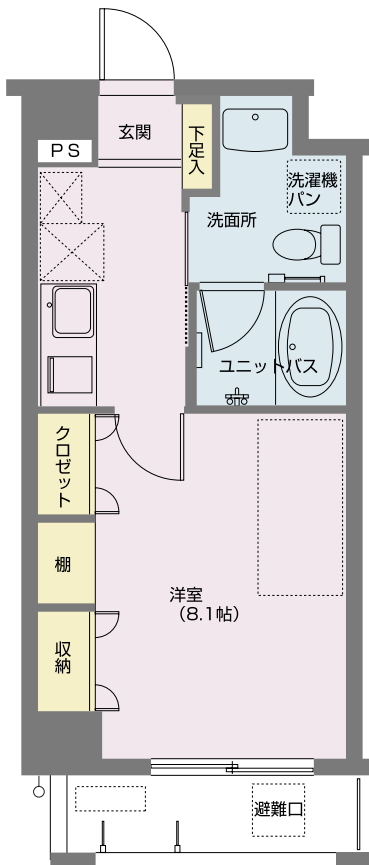 玄関
下足入
PS
洗濯機
パン
洗面所
ユニットバス
クロゼット
棚
洋室
（8.1帖）
収納
避難口